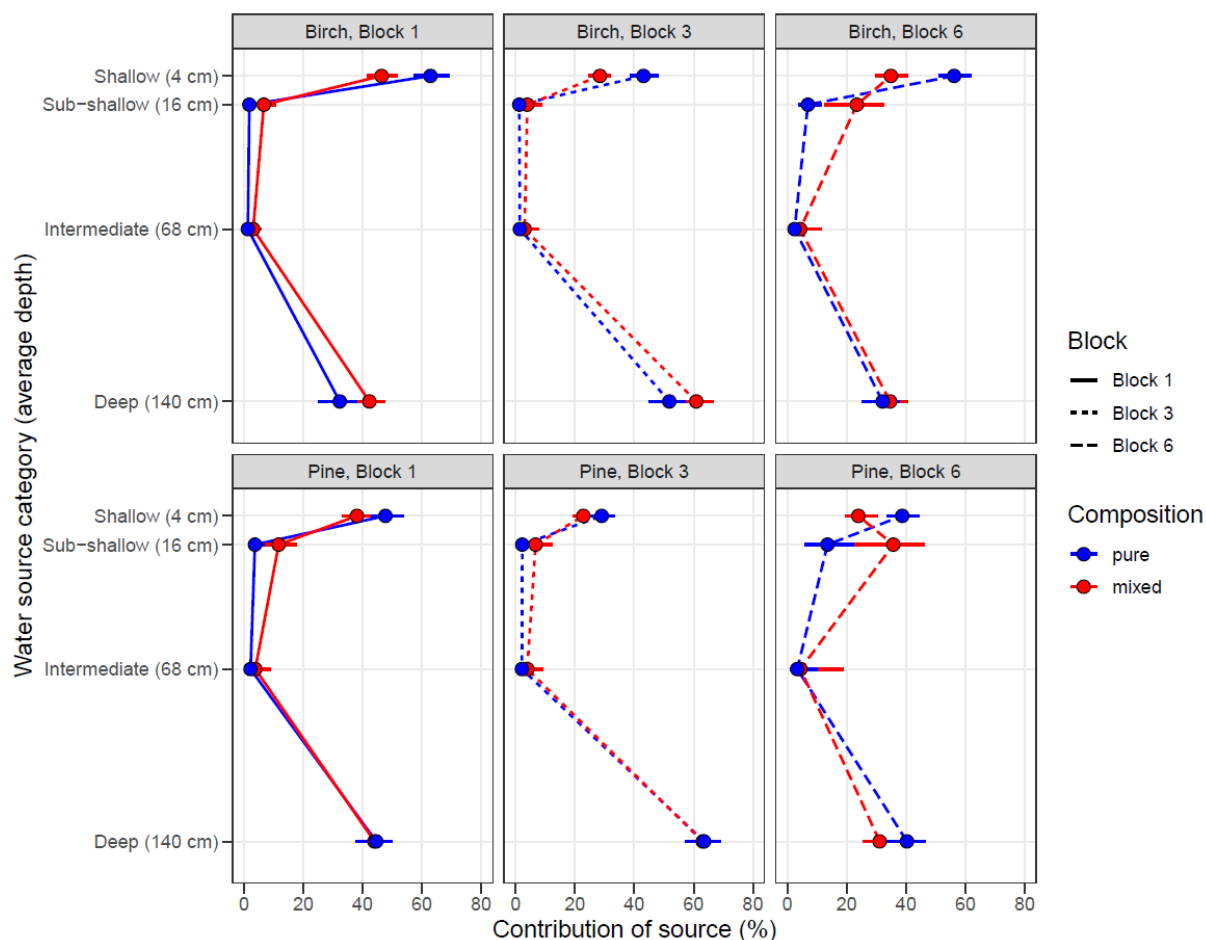 Birch, Block 1
Birch, Block 3
Birch, Block 6
Water source category (average depth)
Shallow (4 cm)
Sub−shallow (16 cm)
Intermediate (68 cm)
Deep (140 cm)
Pine, Block 1
Pine, Block 3
Pine, Block 6
Shallow (4 cm)
Sub−shallow (16 cm)
Intermediate (68 cm)
Deep (140 cm)
0 20 40 60 80
0 20 40 60 80
0 20 40 60 80
Contribution of source (%)
Block
Block 1
Block 3
Block 6
Composition
pure
mixed